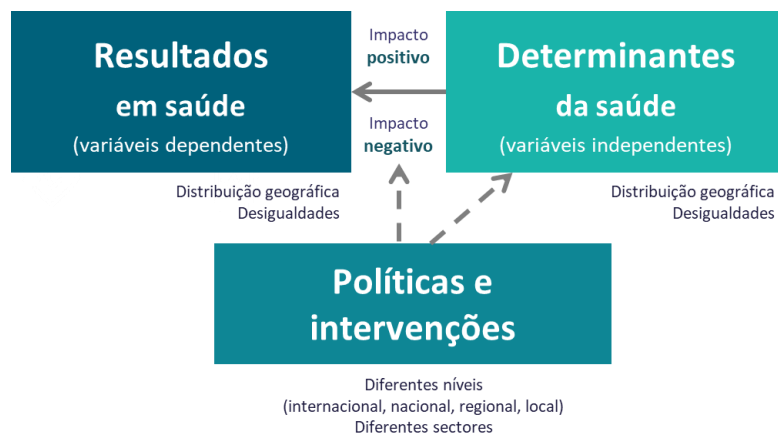 Resultados
em saúde
(variáveis dependentes)
Impacto
positivo
Impacto
negativo
Determinantes
da saúde
(variáveis independentes)
Distribuição geográfica
Desigualdades
Distribuição geográfica
Desigualdades
Políticas e
intervenções
Diferentes níveis
(internacional, nacional, regional, local)
Diferentes sectores